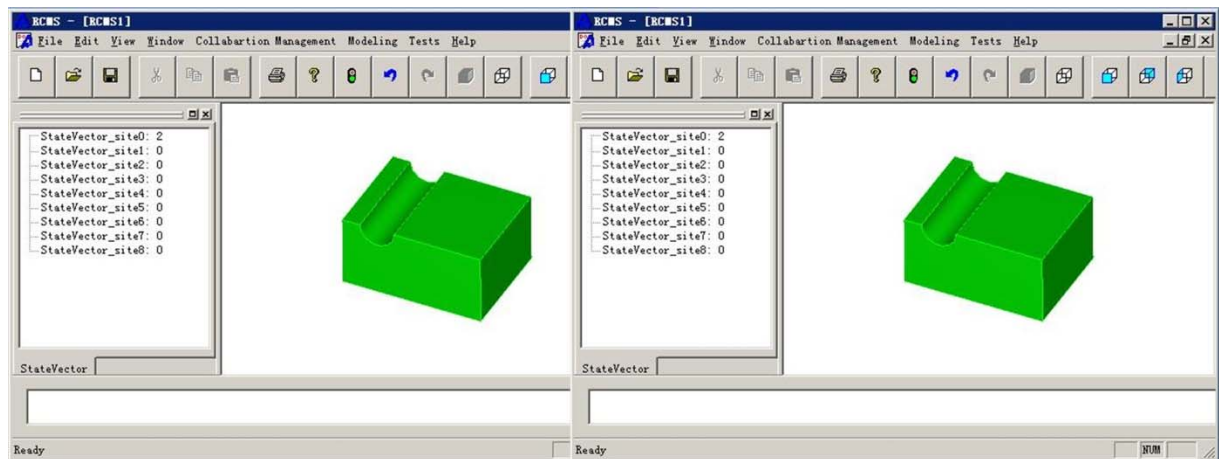 RCMS - [RCMS1]
File Edit View Window Collabartion Management Modeling Tests Help
StateVector_site0: 2
StateVector_site1: 0
StateVector_site2: 0
StateVector_site3: 0
StateVector_site4: 0
StateVector_site5: 0
StateVector_site6: 0
StateVector_site7: 0
StateVector_site8: 0
StateVector
Ready
RCMS - [RCMS1]
File Edit View Window Collabartion Management Modeling Tests Help
StateVector_site0: 2
StateVector_site1: 0
StateVector_site2: 0
StateVector_site3: 0
StateVector_site4: 0
StateVector_site5: 0
StateVector_site6: 0
StateVector_site7: 0
StateVector_site8: 0
StateVector
Ready
NUM